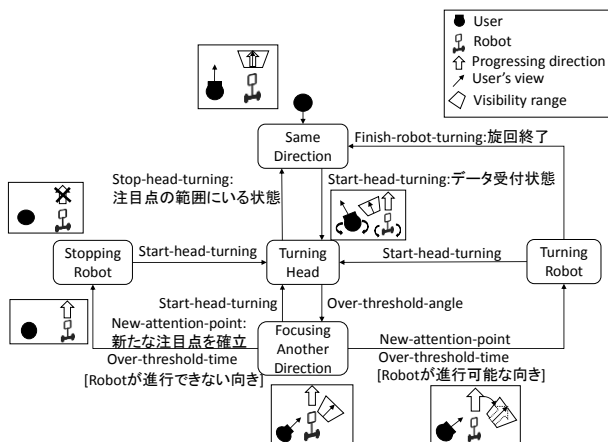 User
Robot
Progressing direction
User's view
Visibility range
Same
Direction
Finish-robot-turning:旋回終了
Stop-head-turning:
注目点の範囲にいる状態
Start-head-turning:データ受付状態
Stopping
Robot
Start-head-turning
Turning
Head
Start-head-turning
Turning
Robot
Start-head-turning
Over-threshold-angle
New-attention-point:
新たな注目点を確立
Over-threshold-time
[Robotが進行できない向き]
Focusing
Another
Direction
New-attention-point
Over-threshold-time
[Robotが進行可能な向き]